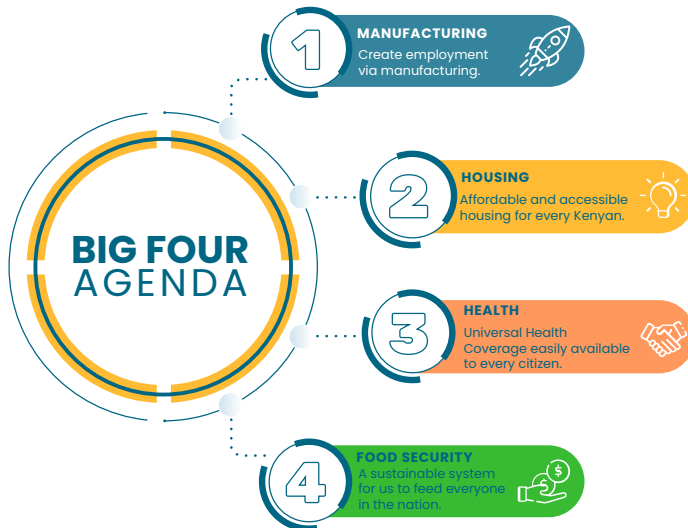 BIG FOUR
AGENDA
1
MANUFACTURING
Create employment
via manufacturing.
2
HOUSING
Affordable and accessible
housing for every Kenyan.
3
HEALTH
Universal Health
Coverage easily available
to every citizen.
4
FOOD SECURITY
A sustainable system
for us to feed everyone
in the nation.
$
$